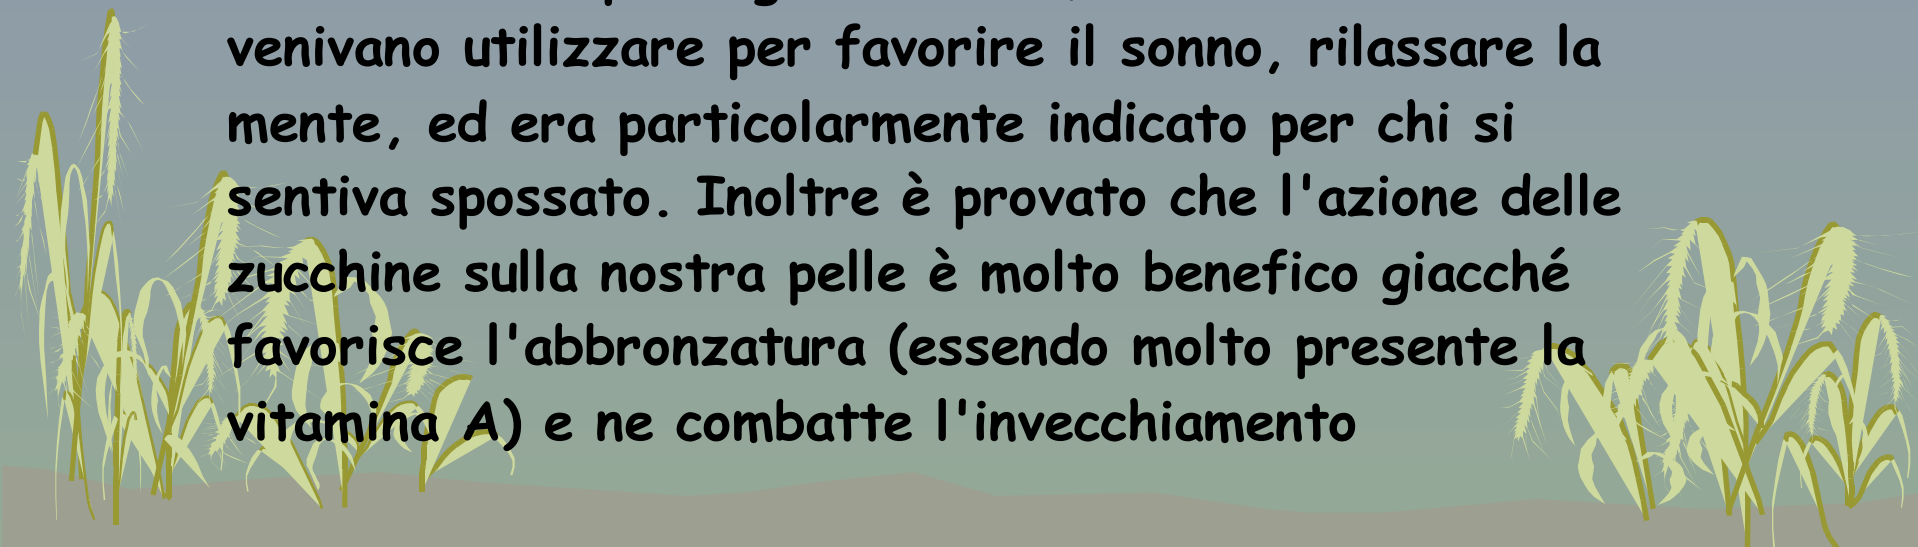 venivano utilizzare per favorire il sonno, rilassare la
mente, ed era particolarmente indicato per chi si
sentiva spossato. Inoltre è provato che l'azione delle
zucchine sulla nostra pelle è molto benefico giacché
favorisce l'abbronzatura (essendo molto presente la
vitamina A) e ne combatte l'invecchiamento